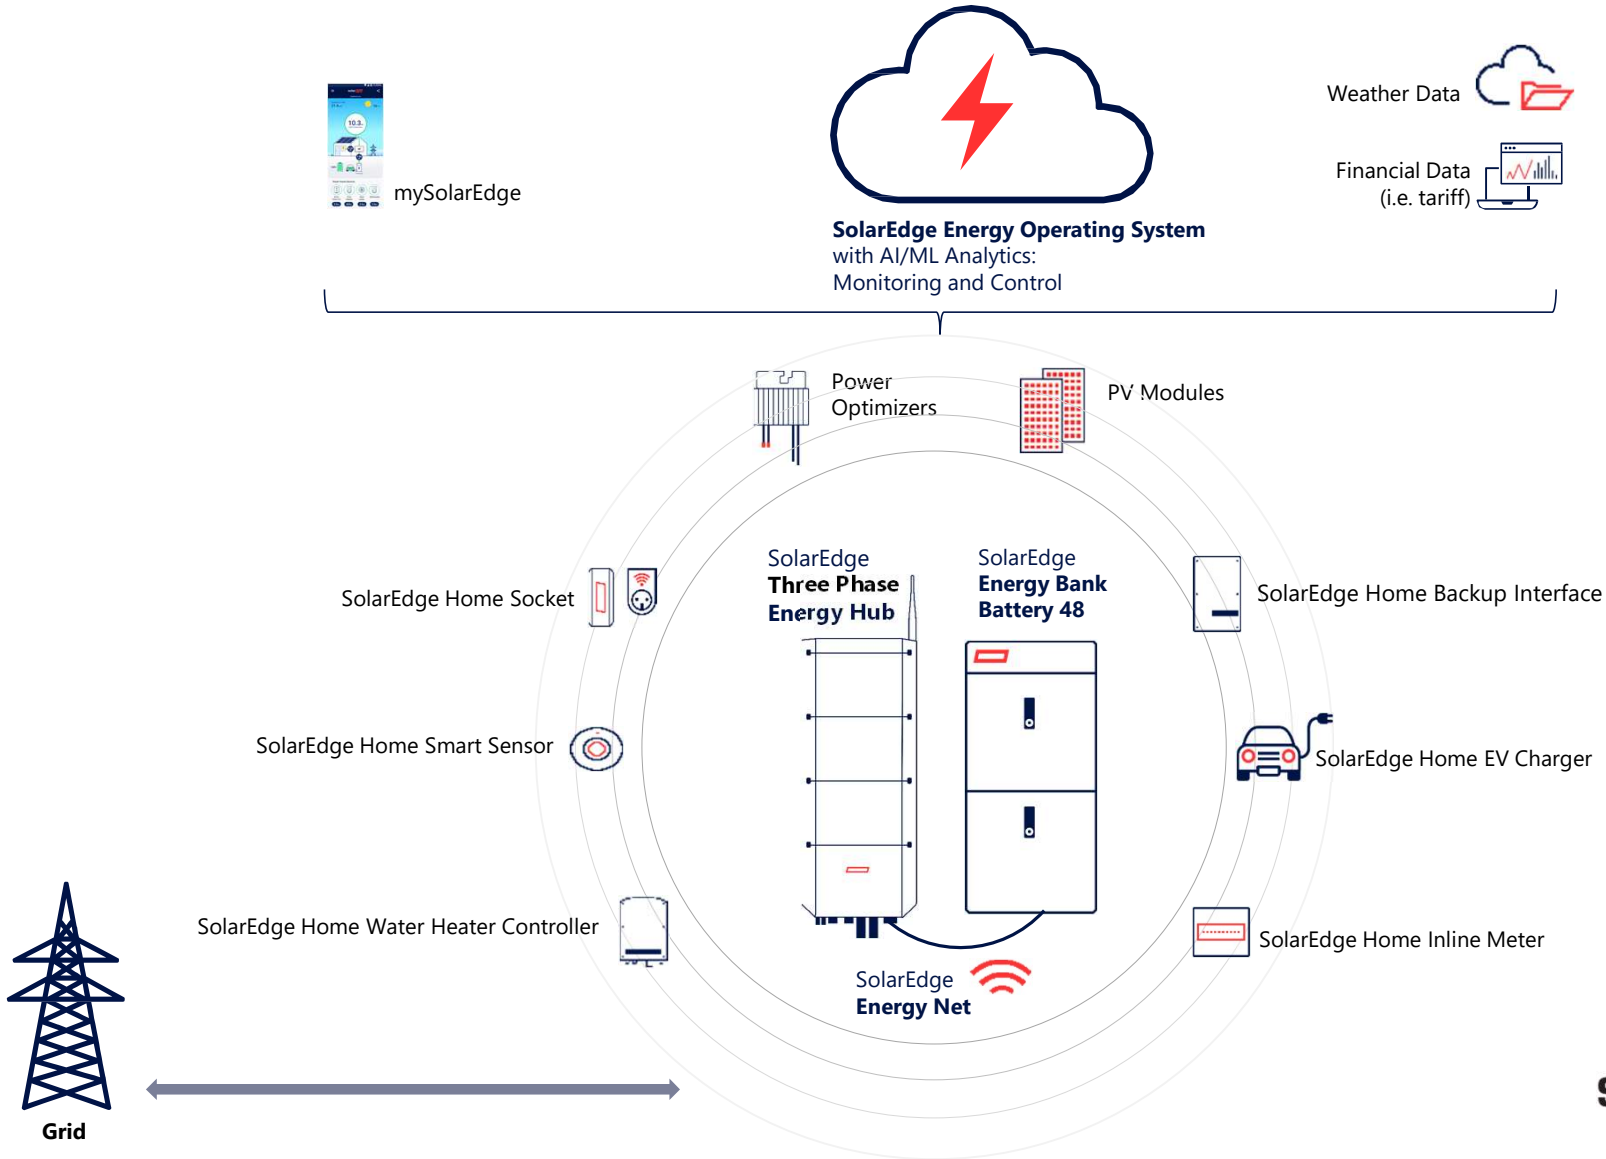 mySolarEdge
SolarEdge Energy Operating System
with AI/ML Analytics:
Monitoring and Control
Weather Data
Financial Data
(i.e. tariff)
Power
Optimizers
PV Modules
SolarEdge
Three Phase
Energy Hub
SolarEdge
Energy Bank
Battery 48
SolarEdge Home Socket
SolarEdge Home Backup Interface
SolarEdge Home Smart Sensor
SolarEdge Home EV Charger
SolarEdge Home Water Heater Controller
SolarEdge Home Inline Meter
SolarEdge
Energy Net
Grid
10.3